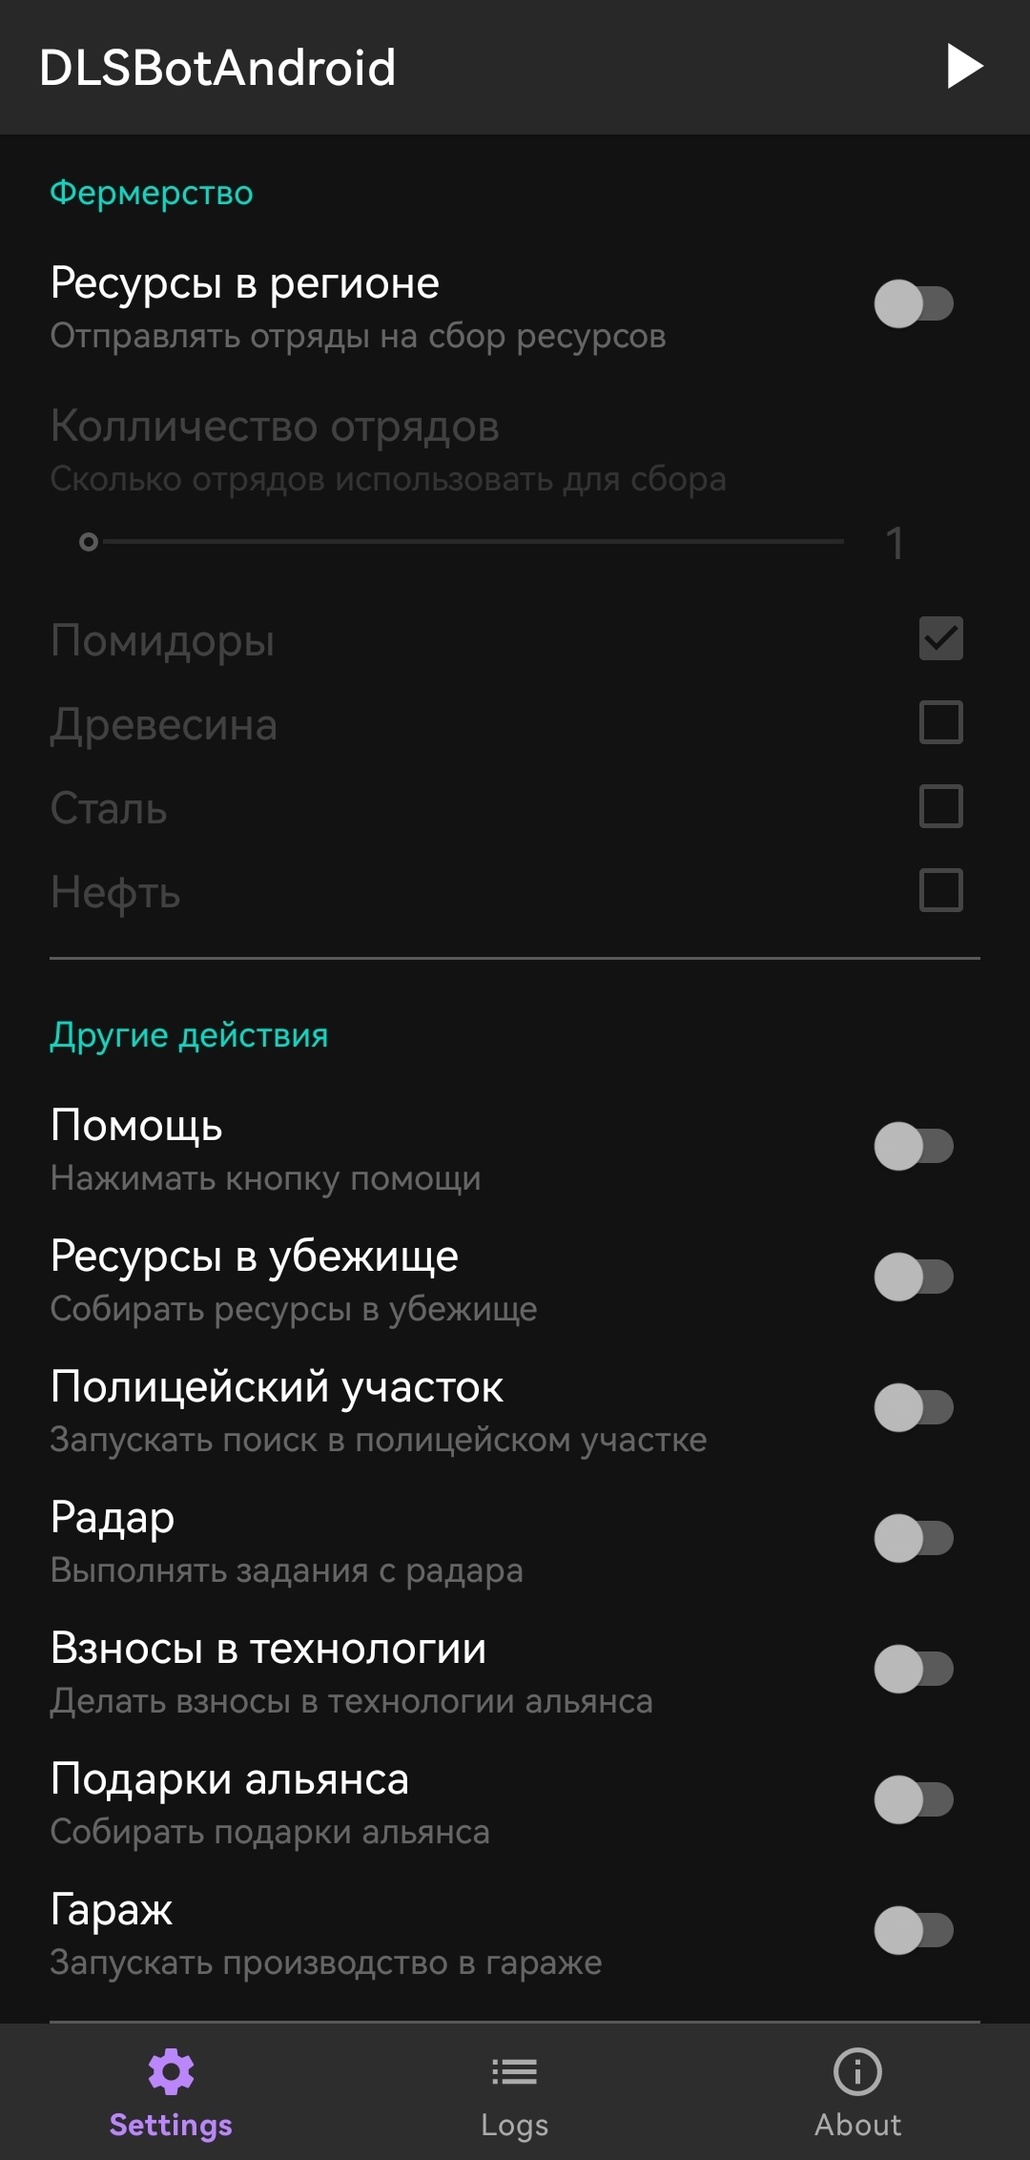 DLSBotAndroid
Фермерство
Ресурсы в регионе
Отправлять отряды на сбор ресурсов
Колличество отрядов
Сколько отрядов использовать для сбора
1
Помидоры
Древесина
Сталь
Нефть
Другие действия
Помощь
Нажимать кнопку помощи
Ресурсы в убежище
Собирать ресурсы в убежище
Полицейский участок
Запускать поиск в полицейском участке
Радар
Выполнять задания с радара
Взносы в технологии
Делать взносы в технологии альянса
Подарки альянса
Собирать подарки альянса
Гараж
Запускать производство в гараже
Settings
Logs
About